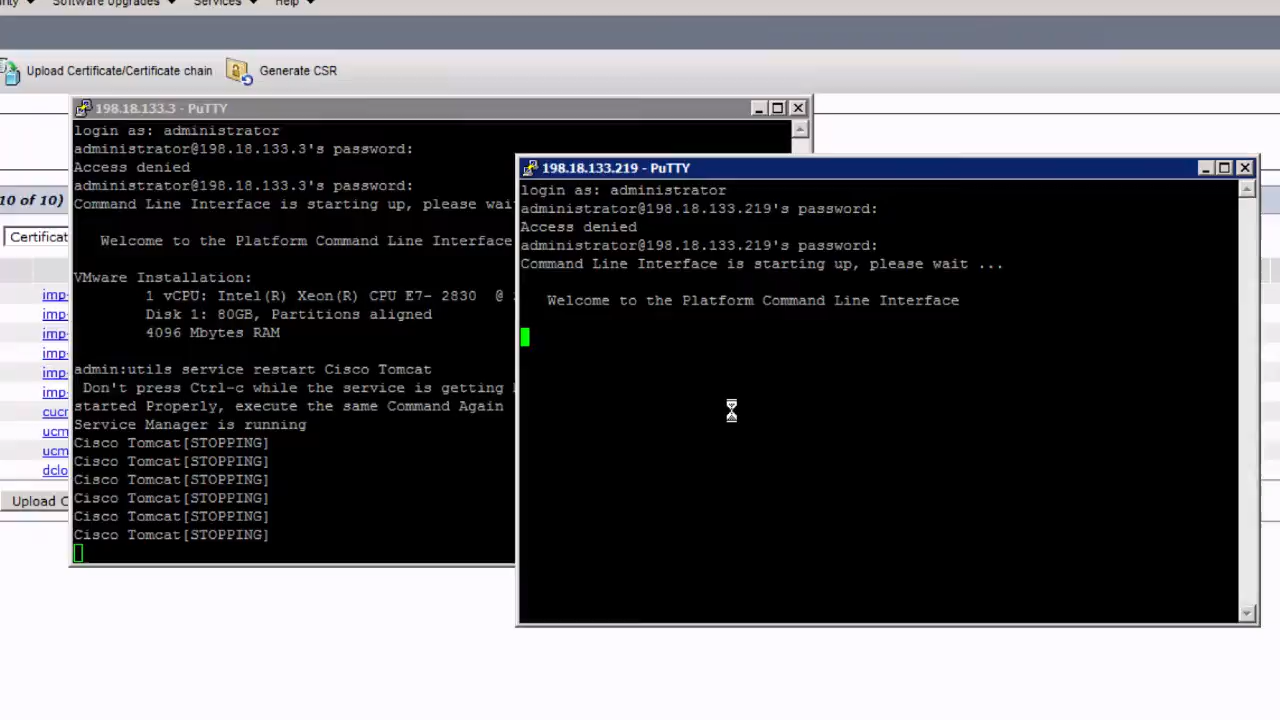 Software Upgrades Services Help
Upload Certificate/Certificate chain Generate CSR
198.18.133.3 - PuTTY
login as: administrator
administrator@198.18.133.3's password:
Access denied
administrator@198.18.133.3's password:
Command Line Interface is starting up, please
Welcome to the Platform Command Line Interface
VMware Installation:
1 vCPU: Intel(R) Xeon(R) CPU E7- 2830 @
Disk 1: 80GB, Partitions aligned
4096 Mbytes RAM
admin:utils service restart Cisco Tomcat
Don't press Ctrl-c while the service is getting
started Properly, execute the same Command Again
Service Manager is running
Cisco Tomcat[STOPPING]
Cisco Tomcat[STOPPING]
Cisco Tomcat[STOPPING]
Cisco Tomcat[STOPPING]
Cisco Tomcat[STOPPING]
Cisco Tomcat[STOPPING]
198.18.133.219 - PuTTY
login as: administrator
administrator@198.18.133.219's password:
Access denied
administrator@198.18.133.219's password:
Command Line Interface is starting up, please wait ...
Welcome to the Platform Command Line Interface
10 of 10)
Certificat
imp-
imp-
imp-
imp-
imp-
imp-
cucr
ucm
ucm
dclo
Upload C